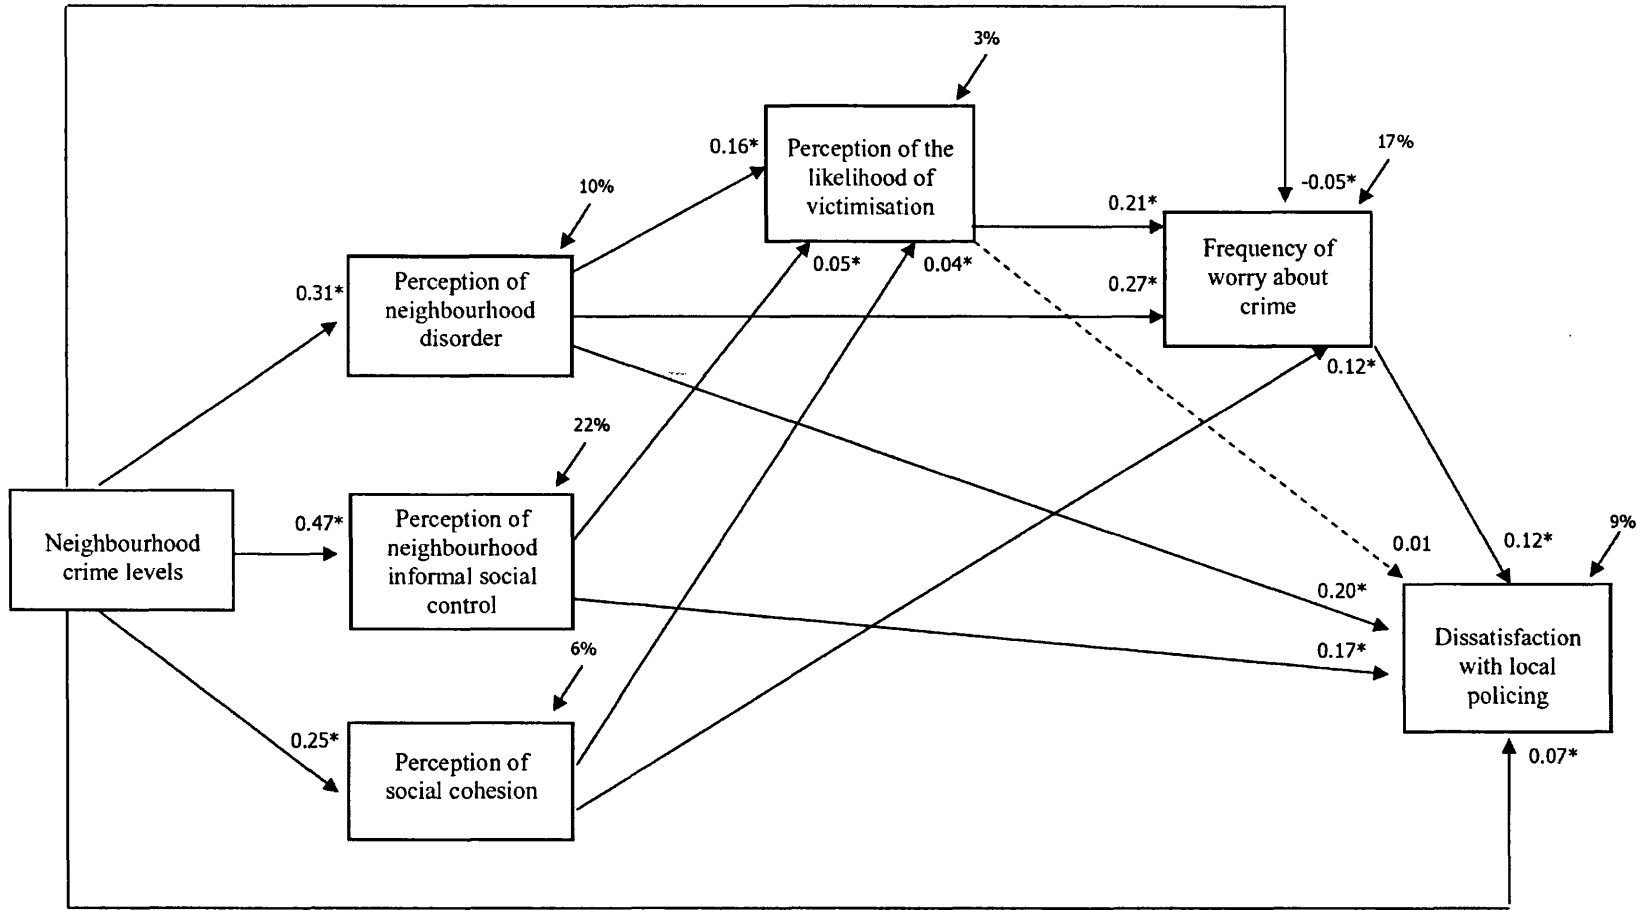 3%
17%
0.16*
Perception of the
likelihood of
victimisation
-0.05*
10%
0.21*
Frequency of
worry about
crime
0.05*
0.04*
0.27*
0.31*
Perception of
neighbourhood
disorder
0.12*
22%
Neighbourhood
crime levels
0.47*
Perception of
neighbourhood
informal social
control
0.01
0.12*
9%
0.20*
0.17*
Dissatisfaction
with local
policing
6%
0.25*
Perception of
social cohesion
0.07*